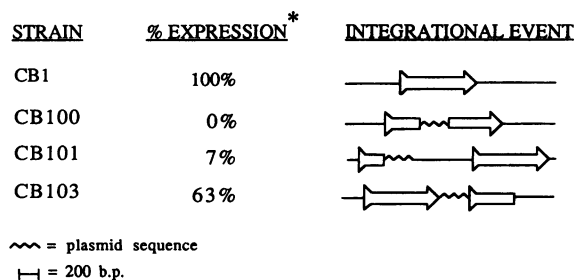 STRAIN % EXPRESSION* INTEGRATIONAL EVENT
CB1 100%
CB100 0%
CB101 7%
CB103 63%
= plasmid sequence
= 200 b.p.